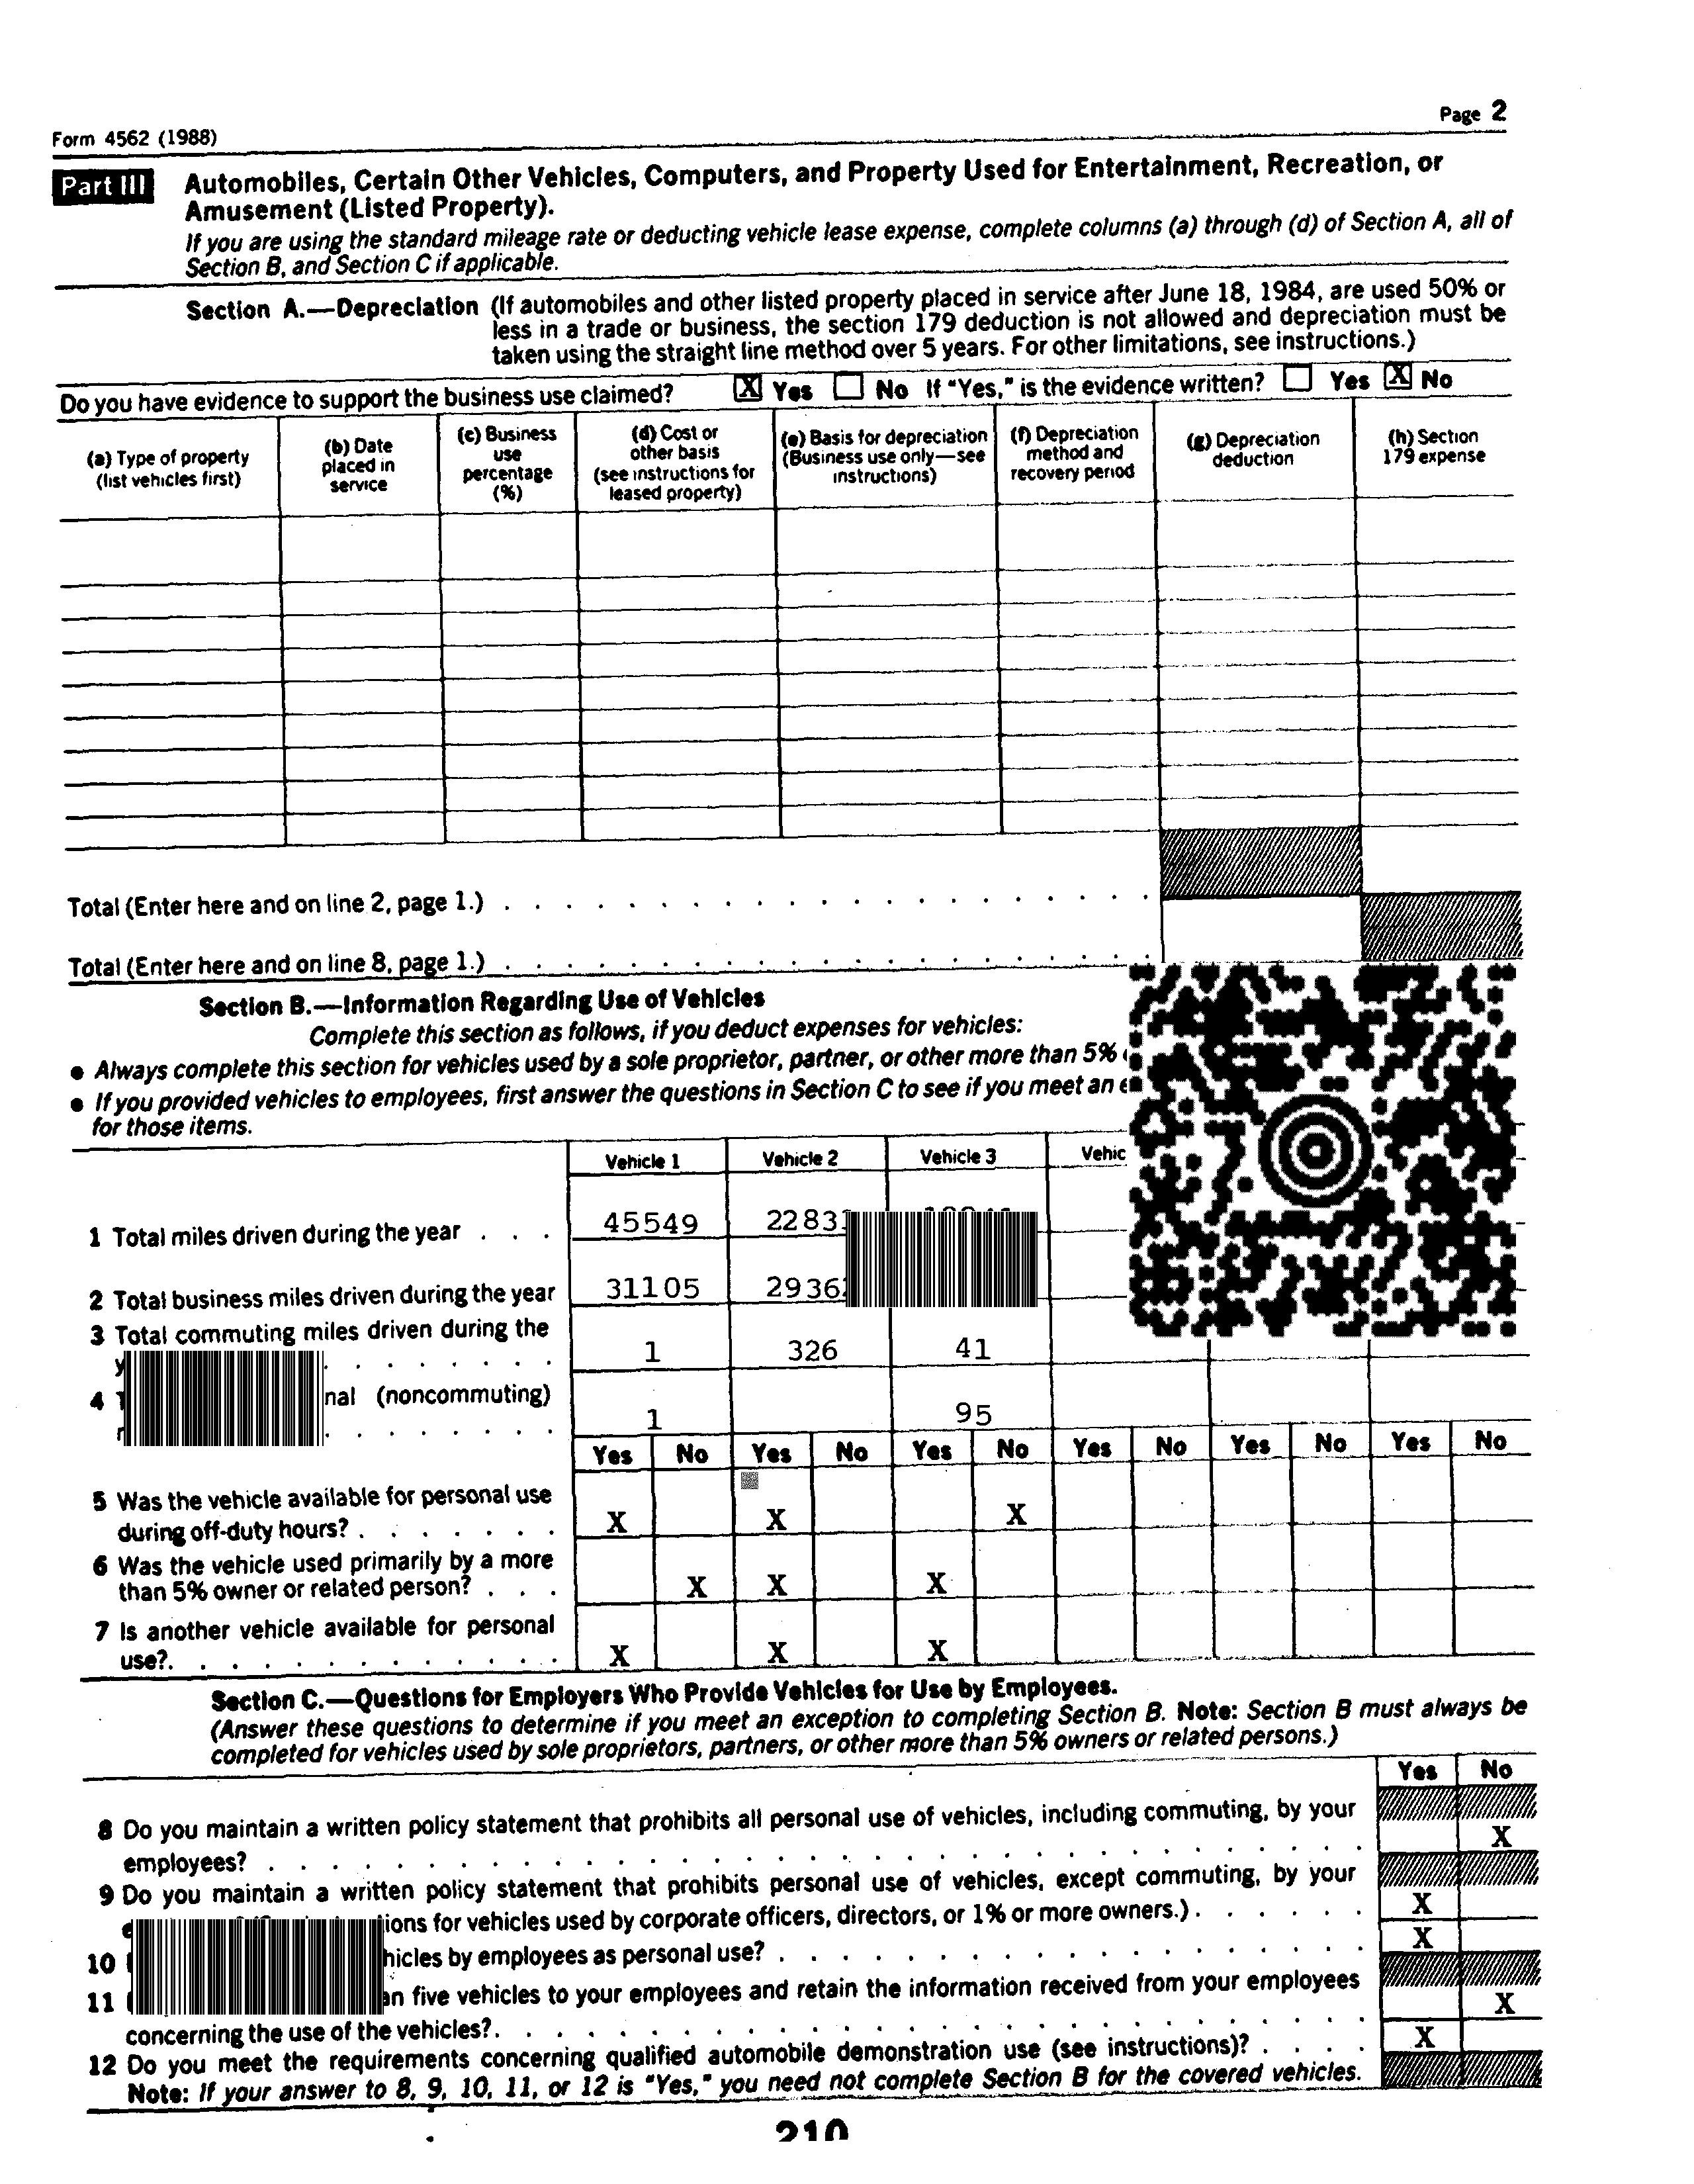 Page 2
Form 4562 (1988)
Part III Automobiles, Certain Other Vehicles, Computers, and Property Used for Entertainment, Recreation, or
Amusement (Listed Property).
If you are using the standard mileage rate or deducting vehicle lease expense, complete columns (a) through (d) of Section A, all of
Section B, and Section C if applicable.
Section A.—Depreciation (If automobiles and other listed property placed in service after June 18, 1984, are used 50% or
less in a trade or business, the section 179 deduction is not allowed and depreciation must be
taken using the straight line method over 5 years. For other limitations, see instructions.)
Do you have evidence to support the business use claimed? X Yes No If "Yes," is the evidence written? Yes X No
(a) Type of property
(list vehicles first)
(b) Date
placed in
service
(c) Business
use
percentage
(%)
(d) Cost or
other basis
(see instructions for
leased property)
(e) Basis for depreciation
(Business use only—see
instructions)
(f) Depreciation
method and
recovery period
(g) Depreciation
deduction
(h) Section
179 expense
Total (Enter here and on line 2, page 1.)
Total (Enter here and on line 8, page 1.)
Section B.—Information Regarding Use of Vehicles
Complete this section as follows, if you deduct expenses for vehicles:
● Always complete this section for vehicles used by a sole proprietor, partner, or other more than 5%
● If you provided vehicles to employees, first answer the questions in Section C to see if you meet an
for those items.
Vehicle 1 Vehicle 2 Vehicle 3
1 Total miles driven during the year . . . 45549
2 Total business miles driven during the year 31105
3 Total commuting miles driven during the
1 326 41
4 (noncommuting)
1 95
Yes No Yes No Yes No Yes No Yes No Yes No
5 Was the vehicle available for personal use
during off-duty hours? . . . . . . . X X X
6 Was the vehicle used primarily by a more
than 5% owner or related person? . . . X X X
7 Is another vehicle available for personal
use?. . . . . . . . . . . . . X X X
Section C.—Questions for Employers Who Provide Vehicles for Use by Employees.
(Answer these questions to determine if you meet an exception to completing Section B. Note: Section B must always be
completed for vehicles used by sole proprietors, partners, or other more than 5% owners or related persons.)
Yes No
8 Do you maintain a written policy statement that prohibits all personal use of vehicles, including commuting, by your
employees? X
9 Do you maintain a written policy statement that prohibits personal use of vehicles, except commuting, by your
for vehicles used by corporate officers, directors, or 1% or more owners.) . . . . . . X
10 by employees as personal use? X
11 five vehicles to your employees and retain the information received from your employees
concerning the use of the vehicles?. X
12 Do you meet the requirements concerning qualified automobile demonstration use (see instructions)? . . . . X
Note: If your answer to 8, 9, 10, 11, or 12 is "Yes," you need not complete Section B for the covered vehicles.
210